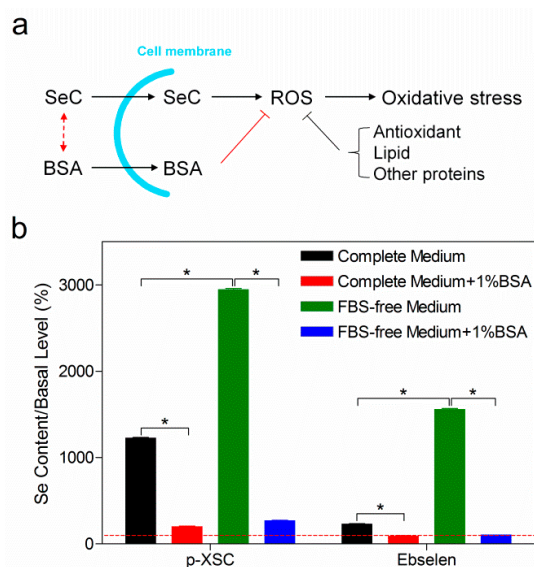 a
Cell membrane
SeC SeC ROS Oxidative stress
BSA BSA
Antioxidant
Lipid
Other proteins
b
Se Content/Basal Level (%)
3000
2000
1000
0
Complete Medium
Complete Medium+1%BSA
FBS-free Medium
FBS-free Medium+1%BSA
* *
*
* *
*
p-XSC Ebselen